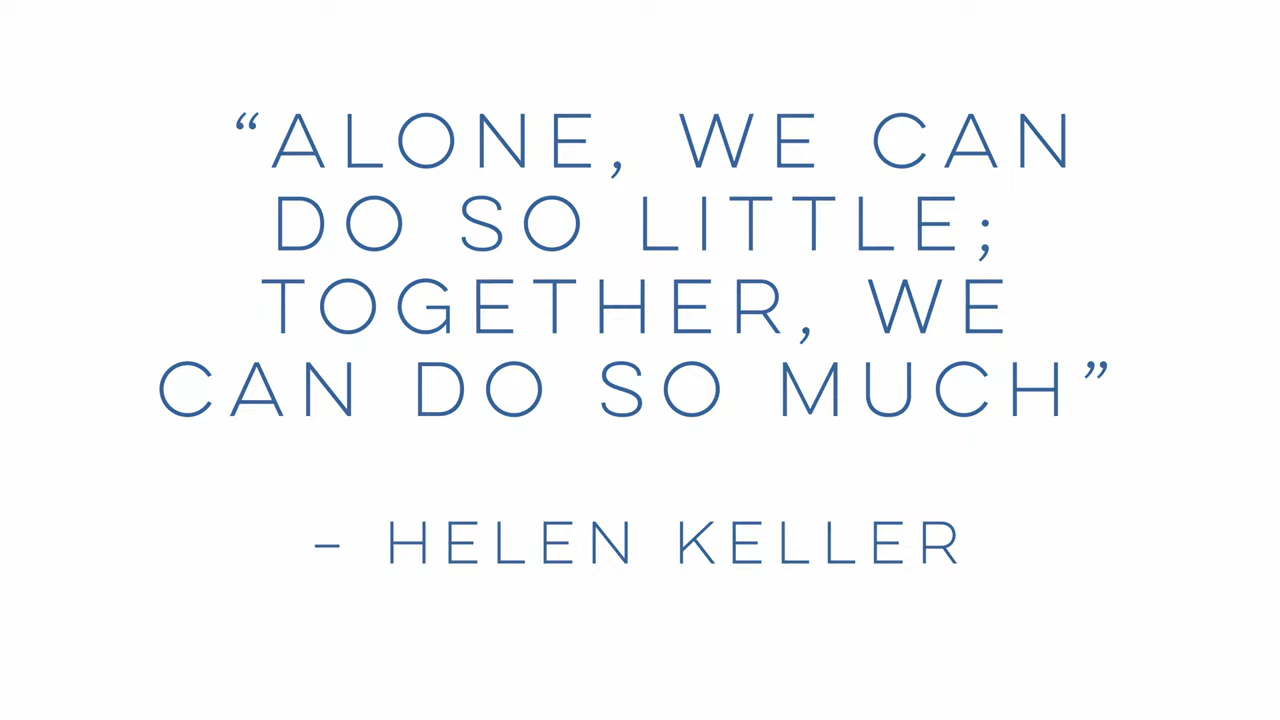 “ALONE, WE CAN
DO SO LITTLE;
TOGETHER, WE
CAN DO SO MUCH”
– HELEN KELLER